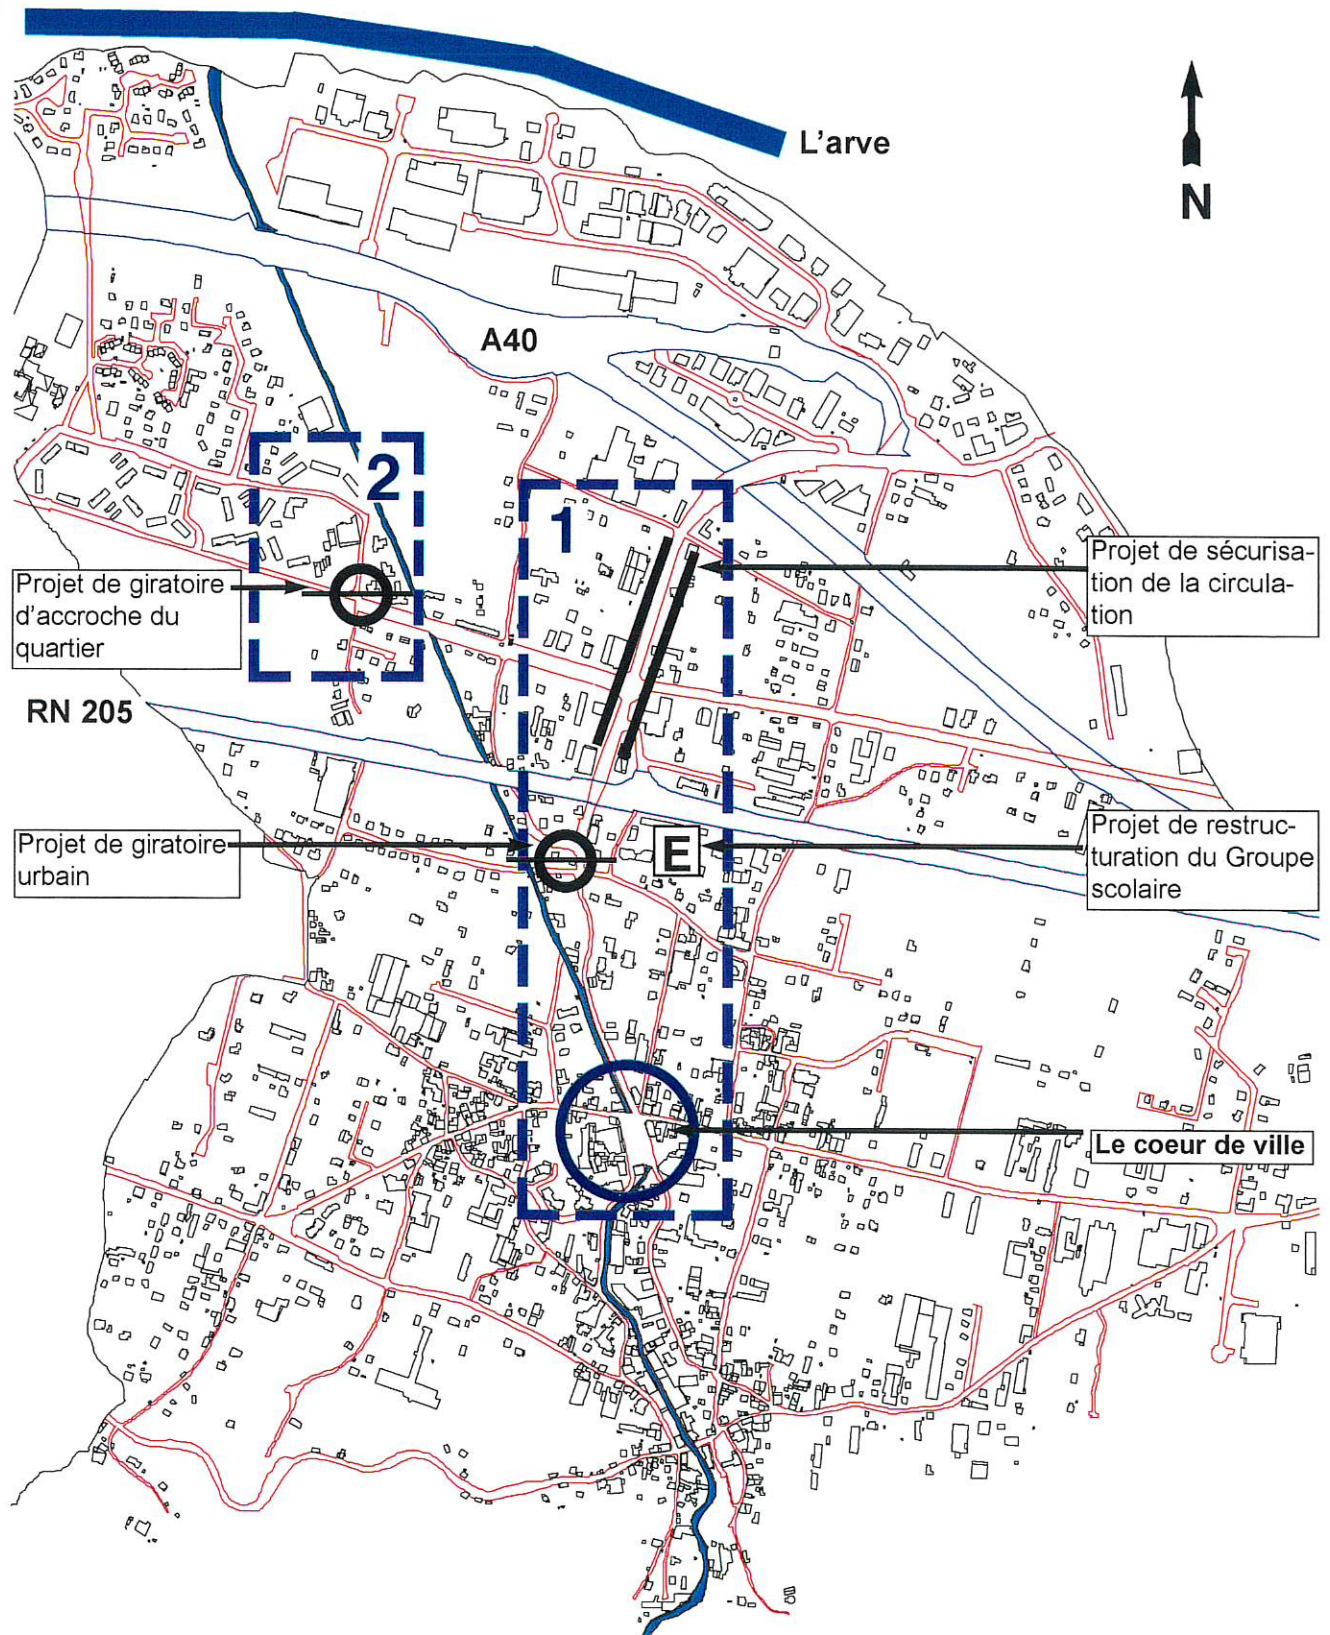 L'arve
N
A40
2
1
Projet de sécurisa-
tion de la circula-
tion
Projet de giratoire
d'accroche du
quartier
RN 205
Projet de giratoire
urbain
E
Projet de restruc-
turation du Groupe
scolaire
Le coeur de ville